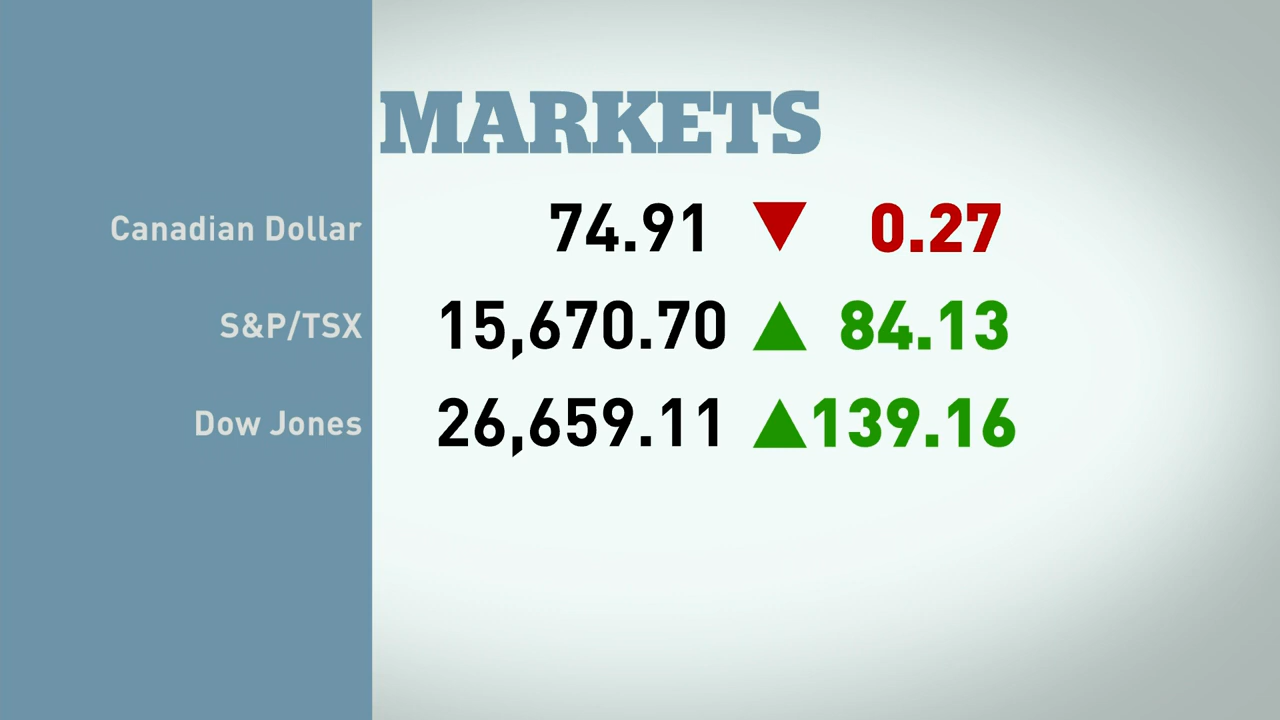 MARKETS
Canadian Dollar 74.91 ▼ 0.27
S&P/TSX 15,670.70 ▲ 84.13
Dow Jones 26,659.11 ▲ 139.16